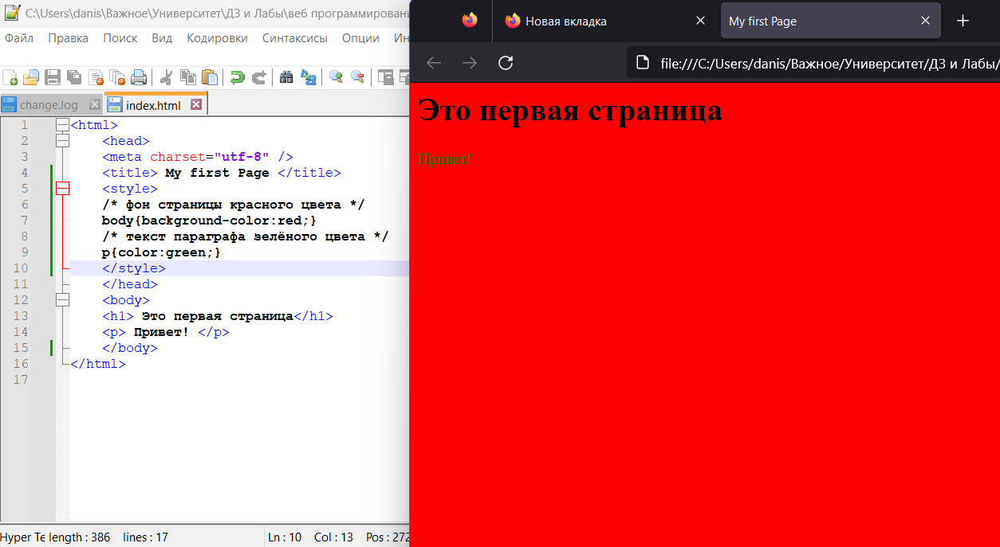 C:\Users\danis\Важное\Университет\ДЗ и Лабы\веб программировани
Файл Правка Поиск Вид Кодировки Синтаксисы Опции Ин
change.log index.html
1 <html>
2 <head>
3 <meta charset="utf-8" />
4 <title> My first Page </title>
5 <style>
6 /* фон страницы красного цвета */
7 body{background-color:red;}
8 /* текст параграфа зелёного цвета */
9 p{color:green;}
10 </style>
11 </head>
12 <body>
13 <h1> Это первая страница</h1>
14 <p> Привет! </p>
15 </body>
16 </html>
17
Hyper Te length : 386 lines : 17 Ln : 10 Col : 13 Pos : 272
Новая вкладка My first Page
file:///C:/Users/danis/Важное/Университет/ДЗ и Лабы/
Это первая страница
Привет!